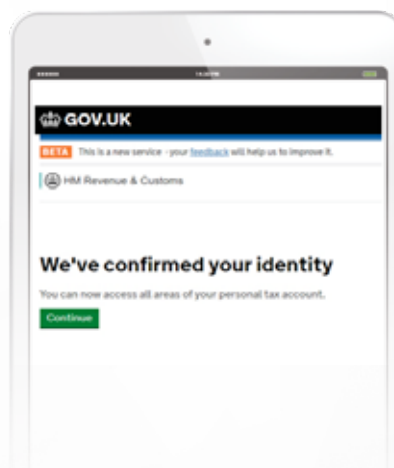 GOV.UK
BETA This is a new service - your feedback will help us to improve it.
HM Revenue & Customs
We've confirmed your identity
You can now access all areas of your personal tax account.
Continue